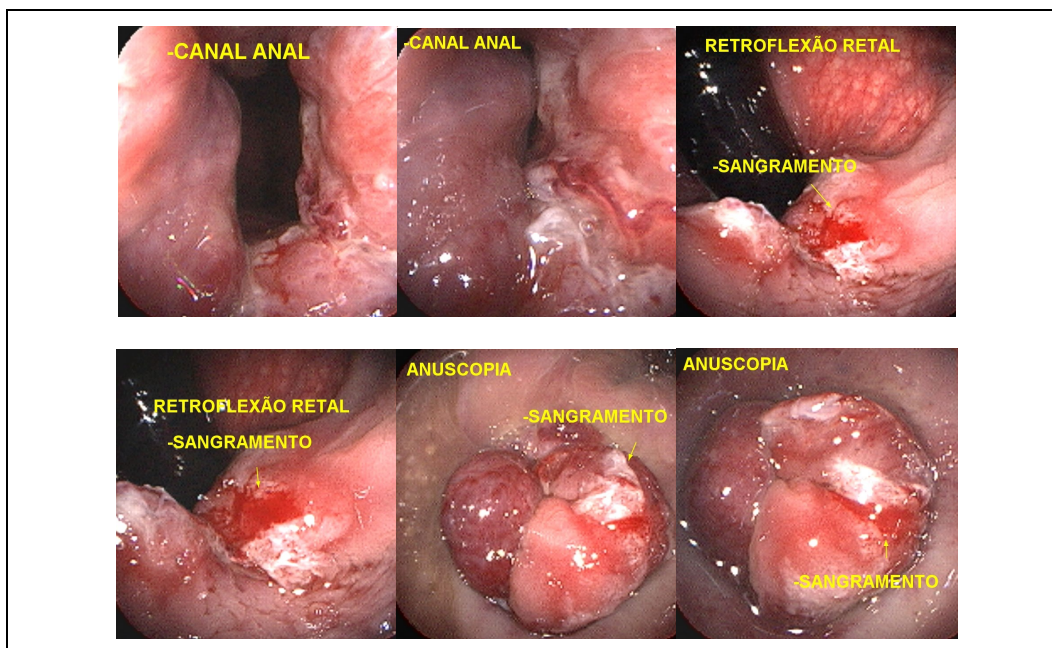 -CANAL ANAL
-CANAL ANAL
RETROFLEXÃO RETAL
-SANGRAMENTO
RETROFLEXÃO RETAL
-SANGRAMENTO
ANUSCOPIA
-SANGRAMENTO
ANUSCOPIA
-SANGRAMENTO